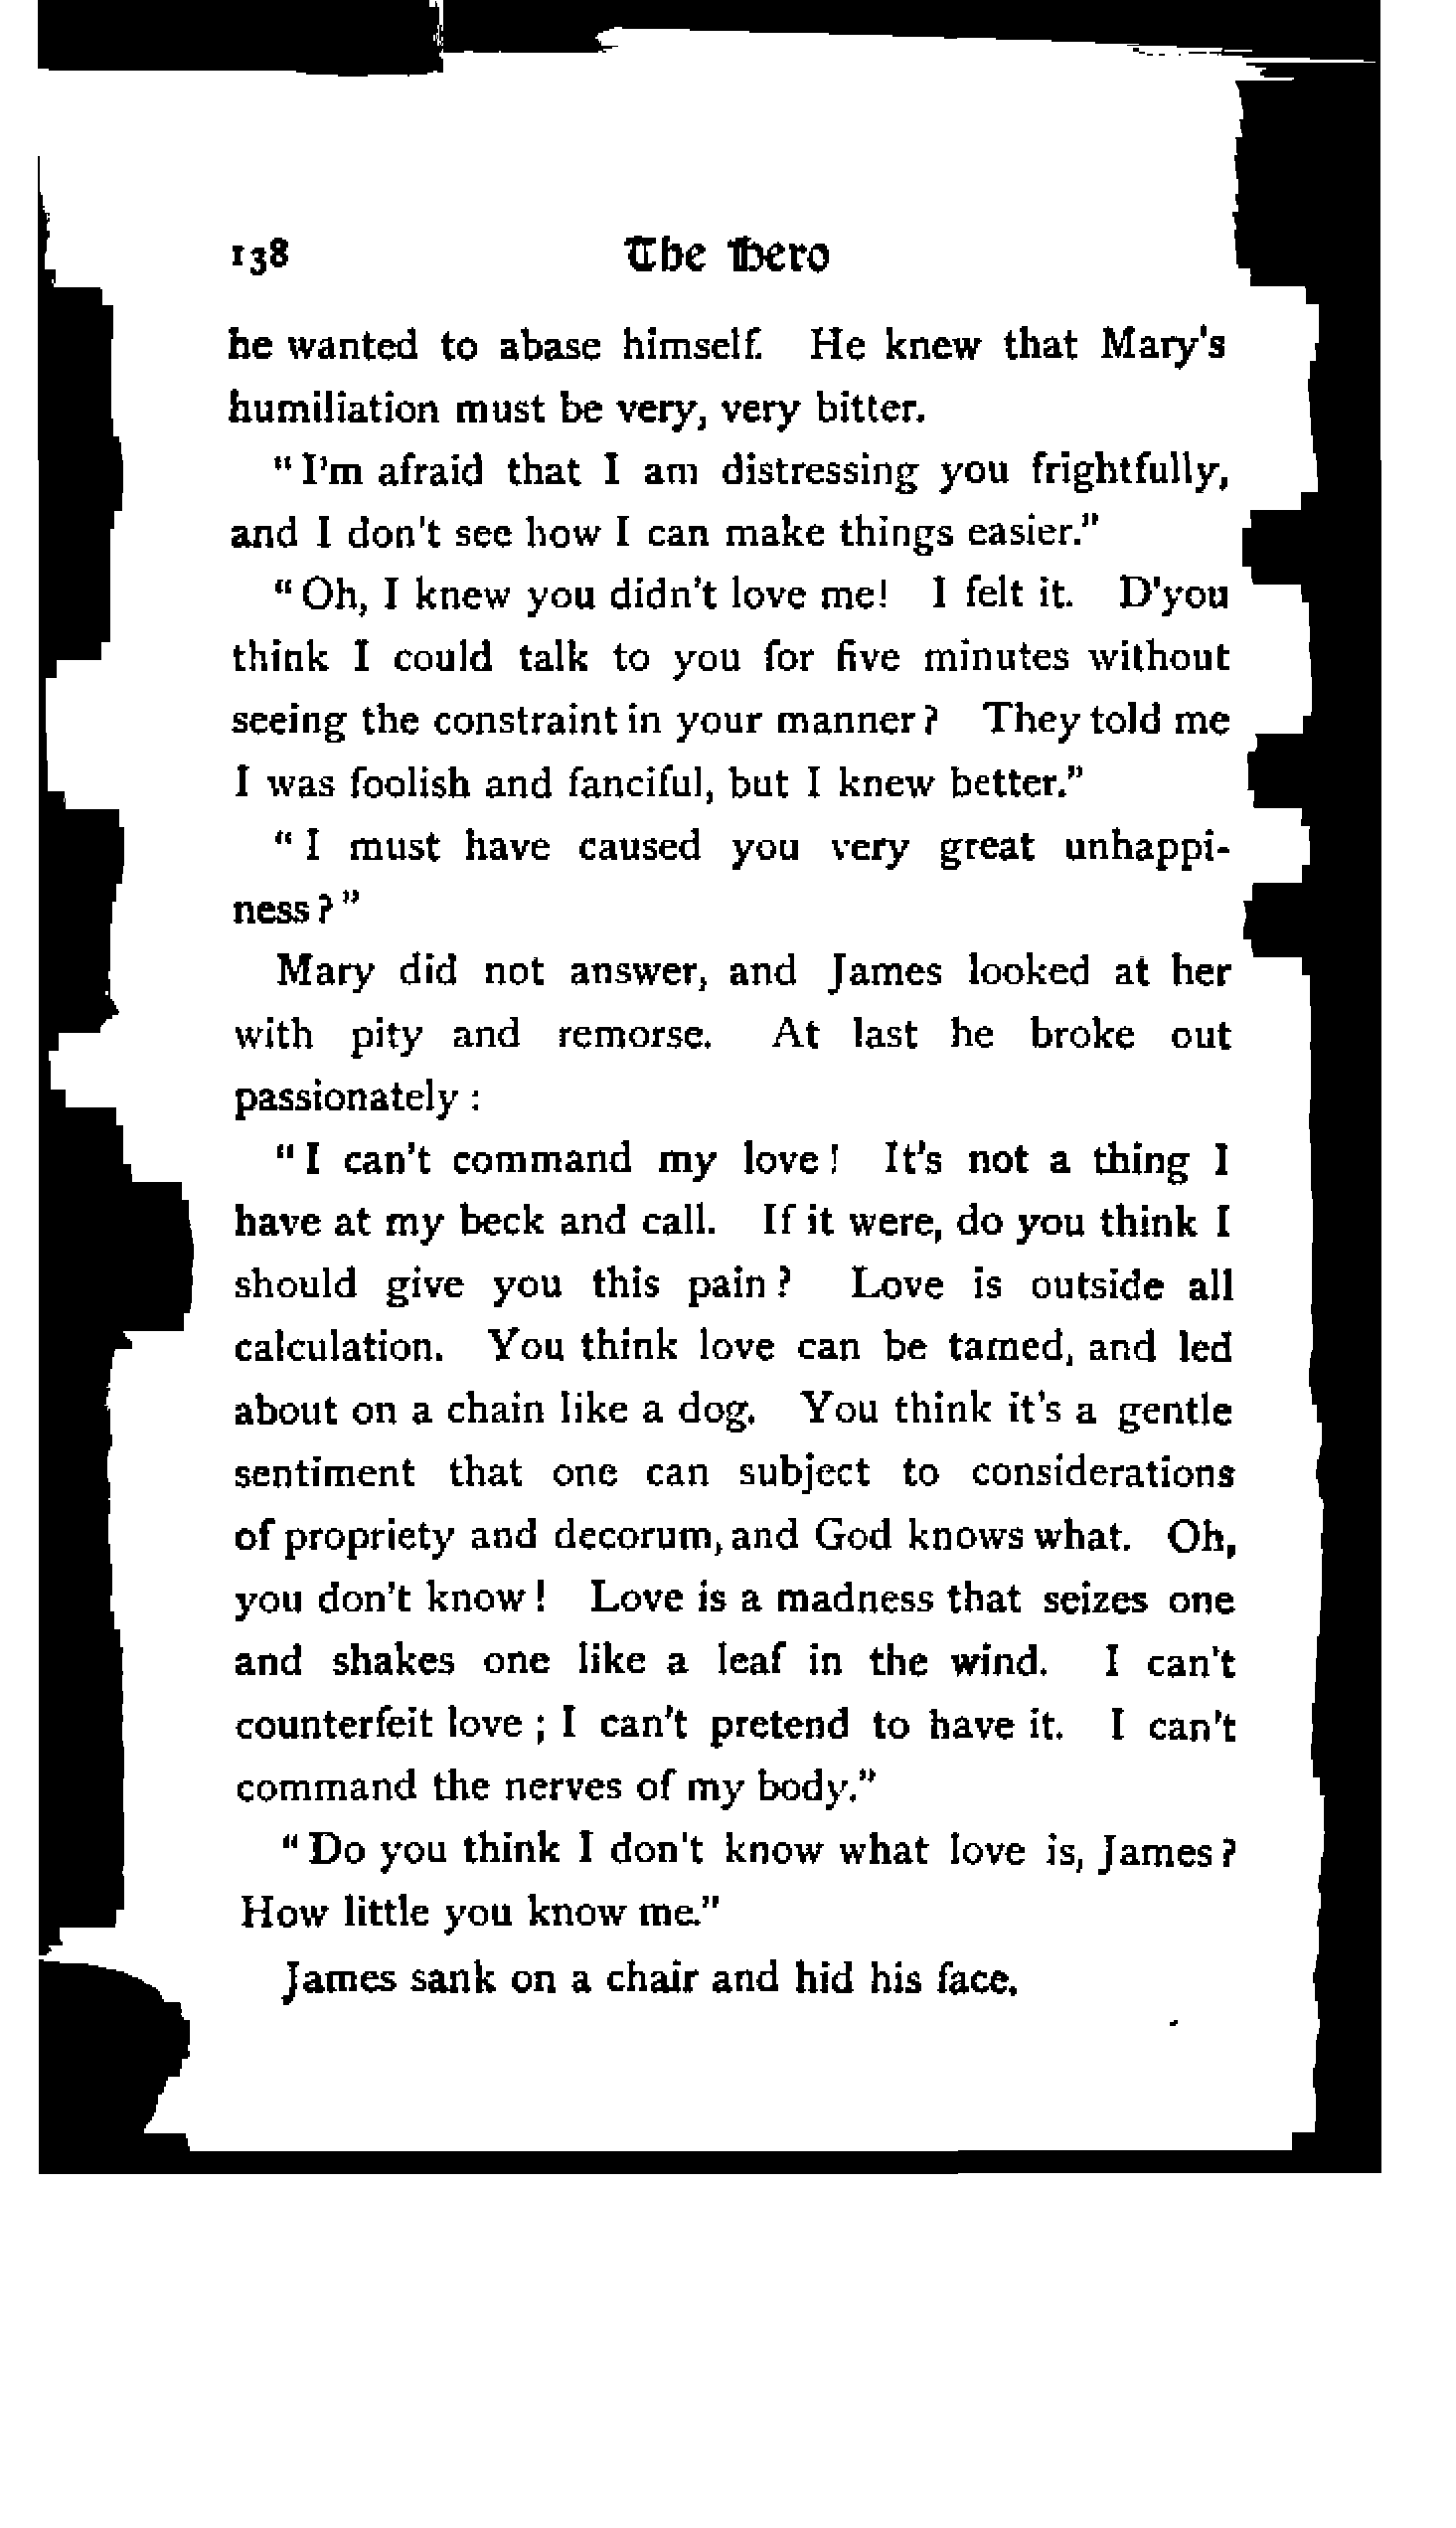 138 The Hero
he wanted to abase himself. He knew that Mary's
humiliation must be very, very bitter.
"I'm afraid that I am distressing you frightfully,
and I don't see how I can make things easier."
"Oh, I knew you didn't love me! I felt it. D'you
think I could talk to you for five minutes without
seeing the constraint in your manner? They told me
I was foolish and fanciful, but I knew better."
"I must have caused you very great unhappi-
ness?"
Mary did not answer, and James looked at her
with pity and remorse. At last he broke out
passionately:
"I can't command my love! It's not a thing I
have at my beck and call. If it were, do you think I
should give you this pain? Love is outside all
calculation. You think love can be tamed, and led
about on a chain like a dog. You think it's a gentle
sentiment that one can subject to considerations
of propriety and decorum, and God knows what. Oh,
you don't know! Love is a madness that seizes one
and shakes one like a leaf in the wind. I can't
counterfeit love; I can't pretend to have it. I can't
command the nerves of my body."
"Do you think I don't know what love is, James?
How little you know me."
James sank on a chair and hid his face.